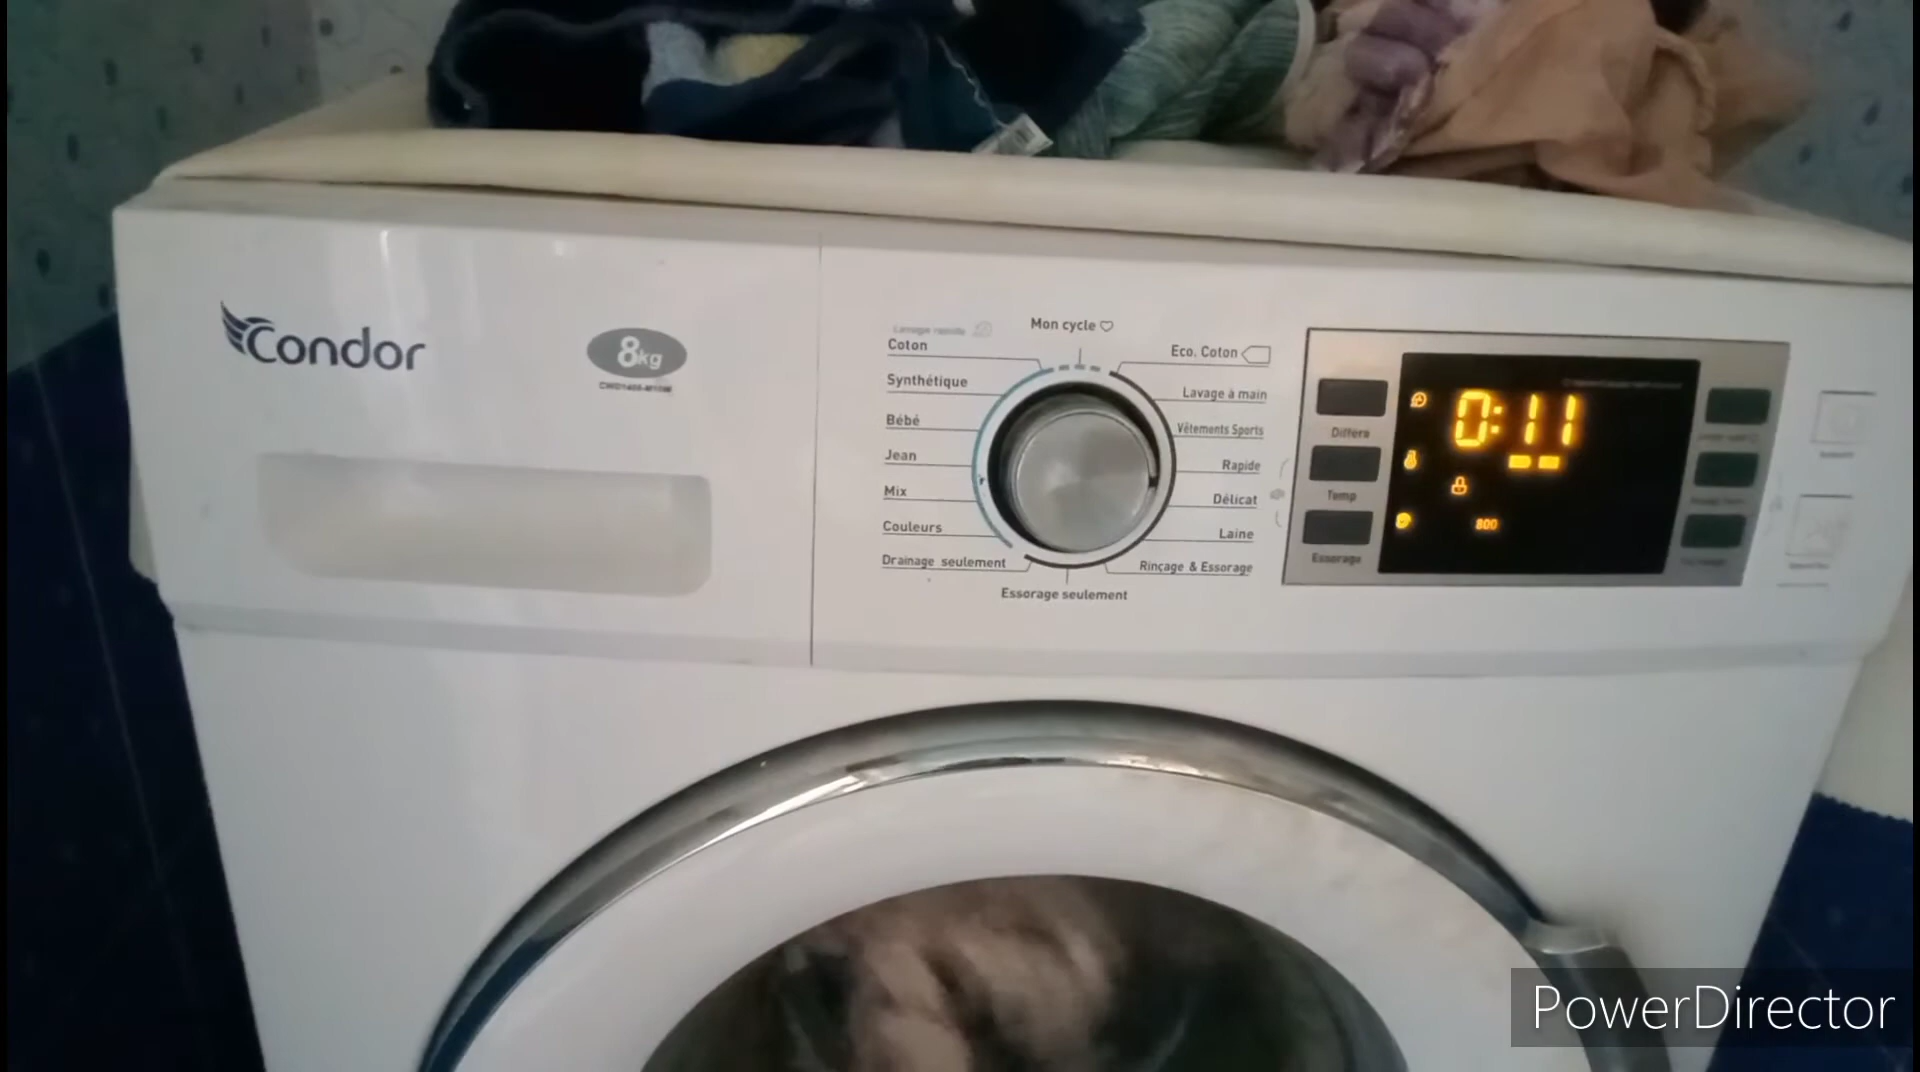 Condor
8kg
Mon cycle
Coton
Synthétique
Bébé
Jean
Mix
Couleurs
Drainage seulement
Essorage seulement
Eco. Coton
Lavage à main
Vêtements Sports
Rapide
Délicat
Laine
Rinçage & Essorage
Différé
Temp
Essorage
0:11
800
PowerDirector